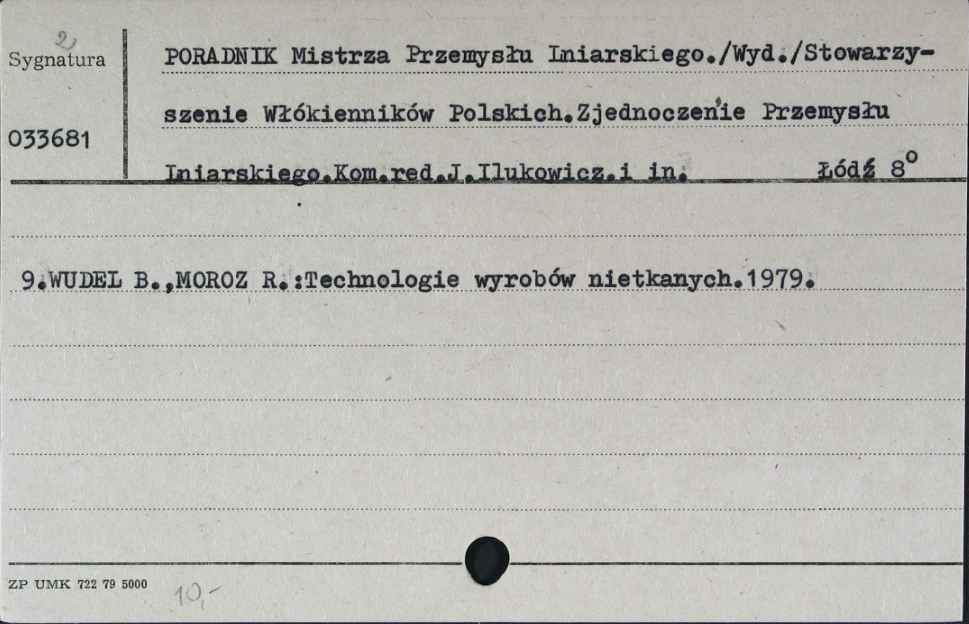 2
Sygnatura
033681
PORADNIK Mistrza Przemysłu Lniarskiego./Wyd./Stowarzy-
szenie Włókienników Polskich.Zjednoczenie Przemysłu
Lniarskiego.Kom.red.J.Ilukowicz.i in. Łódź 8°
9.WUDEL B.,MOROZ R.:Technologie wyrobów nietkanych.1979.
ZP UMK 722 79 5000
10,-